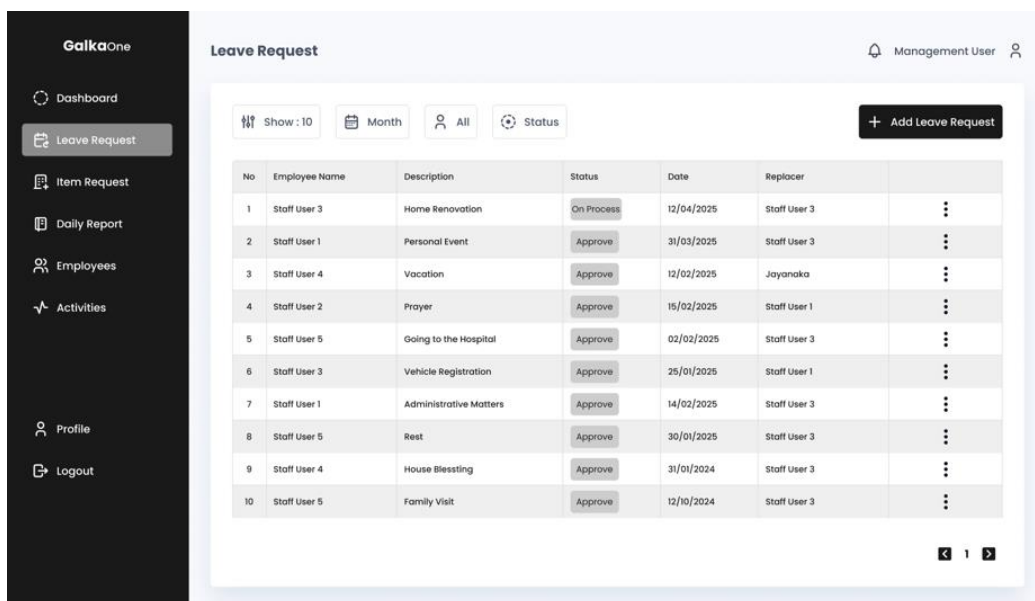 GalkaOne
Dashboard
Leave Request
Item Request
Daily Report
Employees
Activities
Profile
Logout
Leave Request
Management User
Show : 10
Month
All
Status
+ Add Leave Request
No Employee Name Description Status Date Replacer
1 Staff User 3 Home Renovation On Process 12/04/2025 Staff User 3
2 Staff User 1 Personal Event Approve 31/03/2025 Staff User 3
3 Staff User 4 Vacation Approve 12/02/2025 Jayanaka
4 Staff User 2 Prayer Approve 15/02/2025 Staff User 1
5 Staff User 5 Going to the Hospital Approve 02/02/2025 Staff User 3
6 Staff User 3 Vehicle Registration Approve 25/01/2025 Staff User 1
7 Staff User 1 Administrative Matters Approve 14/02/2025 Staff User 3
8 Staff User 5 Rest Approve 30/01/2025 Staff User 3
9 Staff User 4 House Blessting Approve 31/01/2024 Staff User 3
10 Staff User 5 Family Visit Approve 12/10/2024 Staff User 3
1